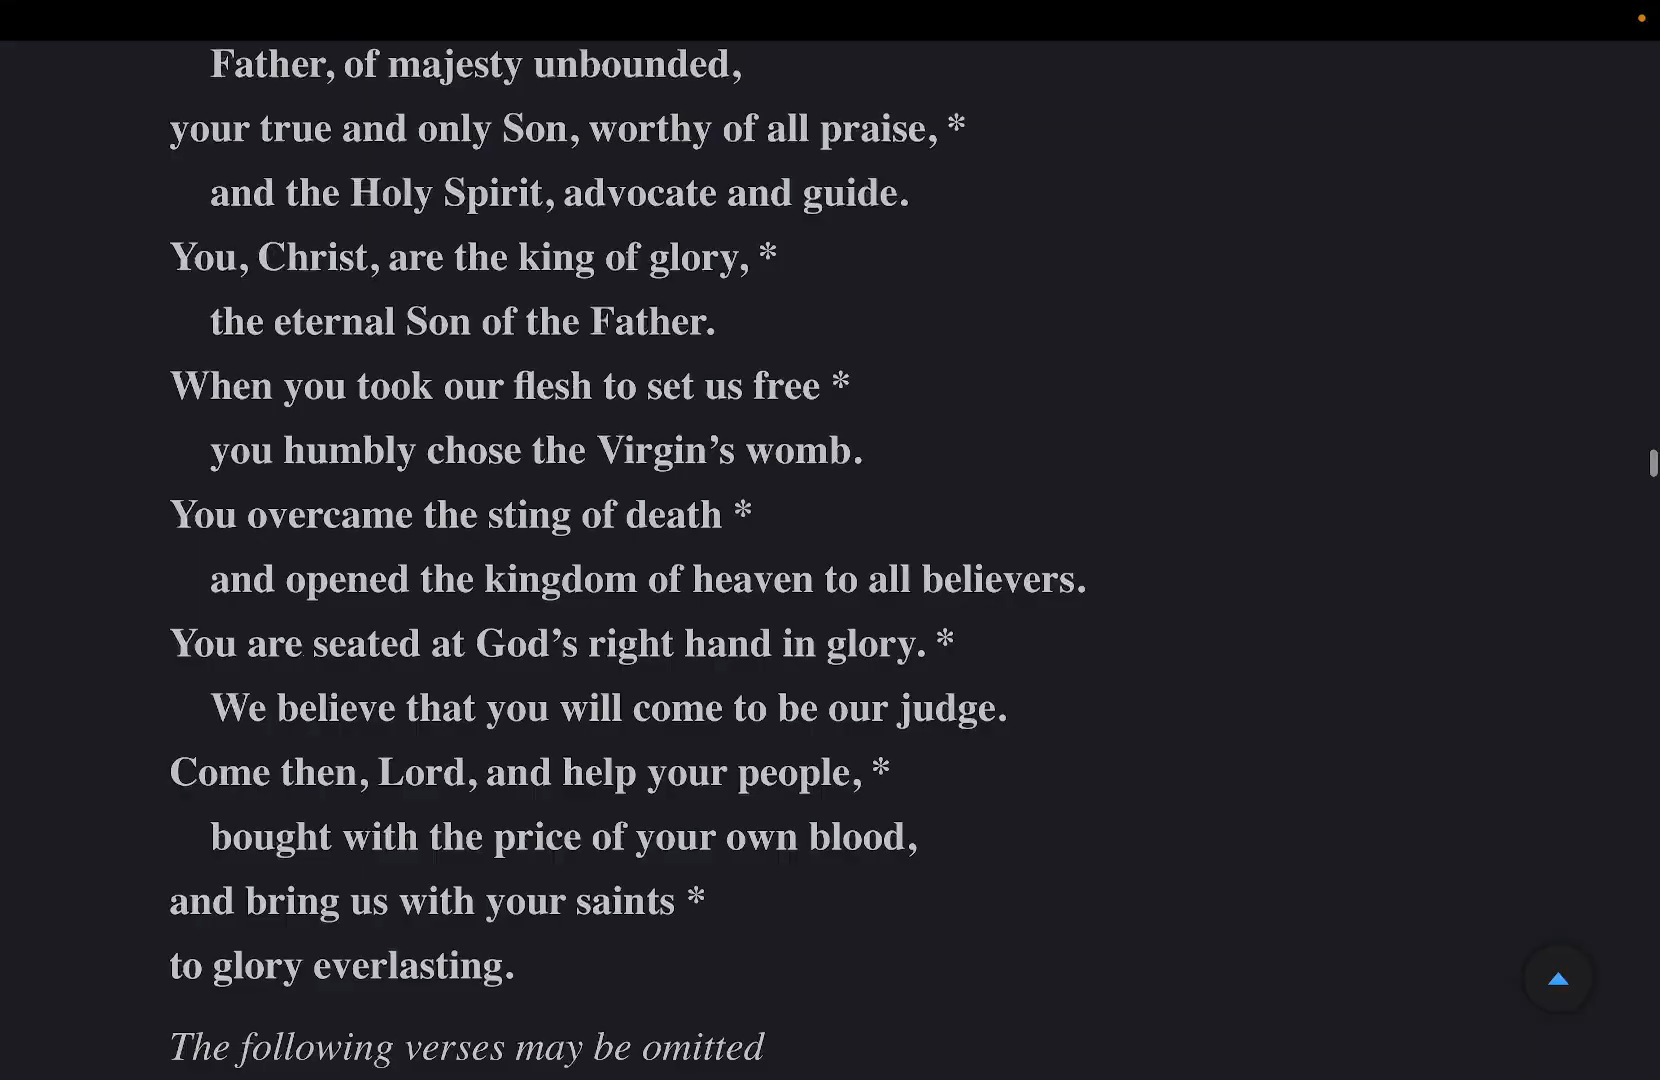 Father, of majesty unbounded,
your true and only Son, worthy of all praise, *
and the Holy Spirit, advocate and guide.
You, Christ, are the king of glory, *
the eternal Son of the Father.
When you took our flesh to set us free *
you humbly chose the Virgin’s womb.
You overcame the sting of death *
and opened the kingdom of heaven to all believers.
You are seated at God’s right hand in glory. *
We believe that you will come to be our judge.
Come then, Lord, and help your people, *
bought with the price of your own blood,
and bring us with your saints *
to glory everlasting.
The following verses may be omitted